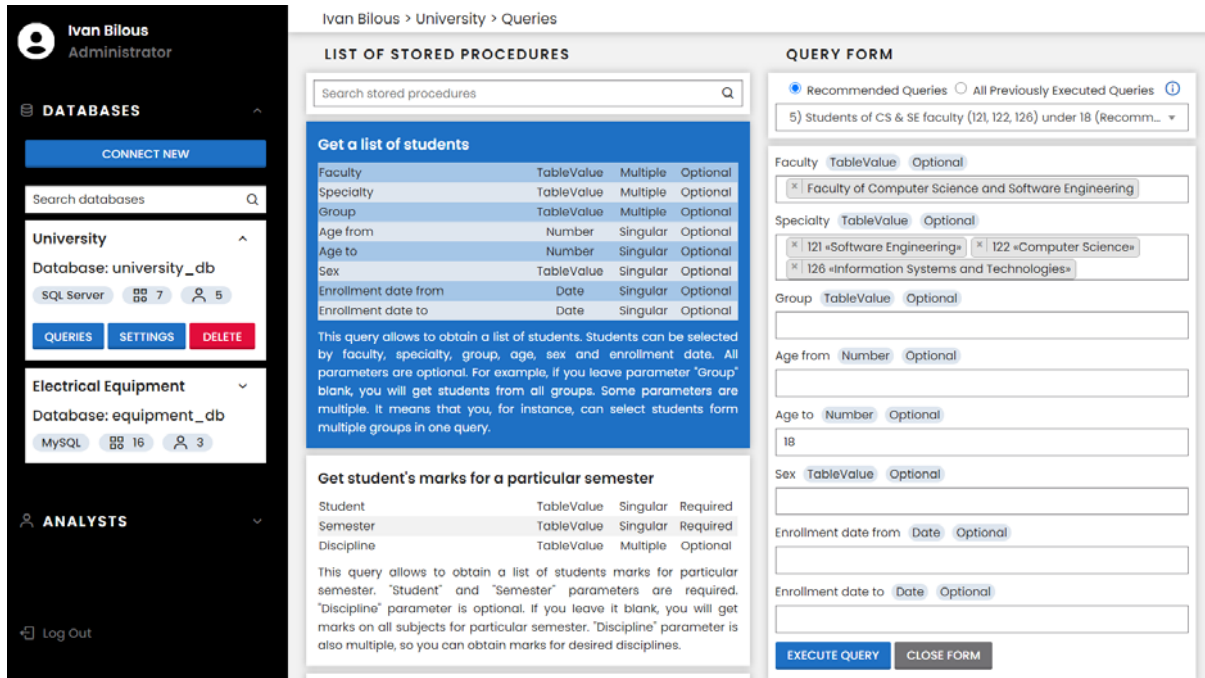 Ivan Bilous
Administrator
DATABASES
CONNECT NEW
Search databases
University
Database: university_db
SQL Server 7 5
QUERIES SETTINGS DELETE
Electrical Equipment
Database: equipment_db
MySQL 16 3
ANALYSTS
Log Out
Ivan Bilous > University > Queries
LIST OF STORED PROCEDURES
Search stored procedures
Get a list of students
Faculty TableValue Multiple Optional
Specialty TableValue Multiple Optional
Group TableValue Multiple Optional
Age from Number Singular Optional
Age to Number Singular Optional
Sex TableValue Singular Optional
Enrollment date from Date Singular Optional
Enrollment date to Date Singular Optional
This query allows to obtain a list of students. Students can be selected
by faculty, specialty, group, age, sex and enrollment date. All
parameters are optional. For example, if you leave parameter "Group"
blank, you will get students from all groups. Some parameters are
multiple. It means that you, for instance, can select students form
multiple groups in one query.
Get student's marks for a particular semester
Student TableValue Singular Required
Semester TableValue Singular Required
Discipline TableValue Multiple Optional
This query allows to obtain a list of students marks for particular
semester. "Student" and "Semester" parameters are required.
"Discipline" parameter is optional. If you leave it blank, you will get
marks on all subjects for particular semester. "Discipline" parameter is
also multiple, so you can obtain marks for desired disciplines.
QUERY FORM
Recommended Queries All Previously Executed Queries
5) Students of CS & SE faculty (121, 122, 126) under 18 (Recomm...
Faculty TableValue Optional
× Faculty of Computer Science and Software Engineering
Specialty TableValue Optional
× 121 «Software Engineering» × 122 «Computer Science»
× 126 «Information Systems and Technologies»
Group TableValue Optional
Age from Number Optional
Age to Number Optional
18
Sex TableValue Optional
Enrollment date from Date Optional
Enrollment date to Date Optional
EXECUTE QUERY CLOSE FORM